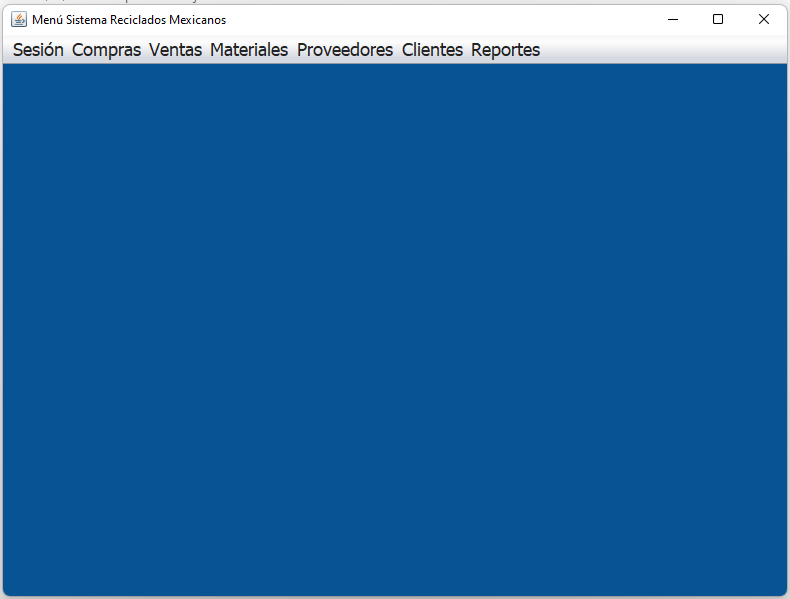 Menú Sistema Reciclados Mexicanos
Sesión Compras Ventas Materiales Proveedores Clientes Reportes